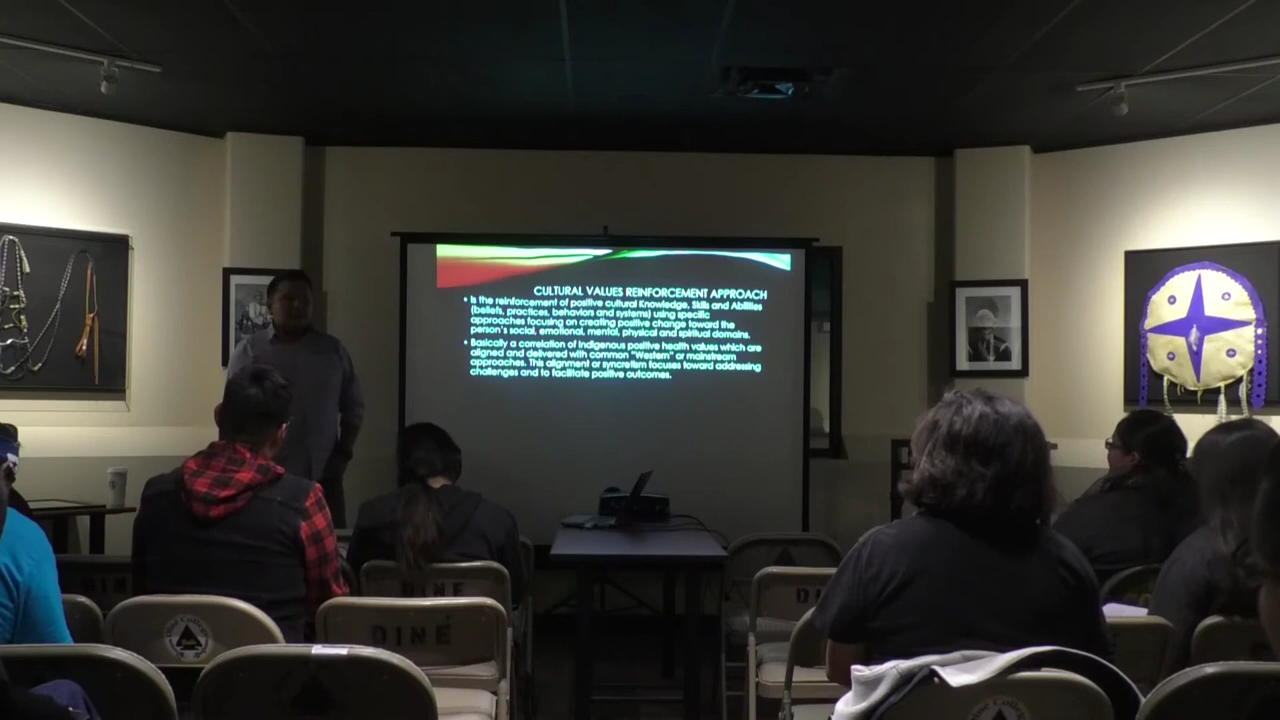 CULTURAL VALUES REINFORCEMENT APPROACH
• Is the reinforcement of positive cultural Knowledge, Skills and Abilities
(beliefs, practices, behaviors and systems) using specific
approaches focusing on creating positive change toward the
person's social, emotional, mental, physical and spiritual domains.
• Basically a correlation of Indigenous positive health values which are
aligned and delivered with common "Western" or mainstream
approaches. This alignment or syncretism focuses toward addressing
challenges and to facilitate positive outcomes.
DINE
DINÉ
Diné College